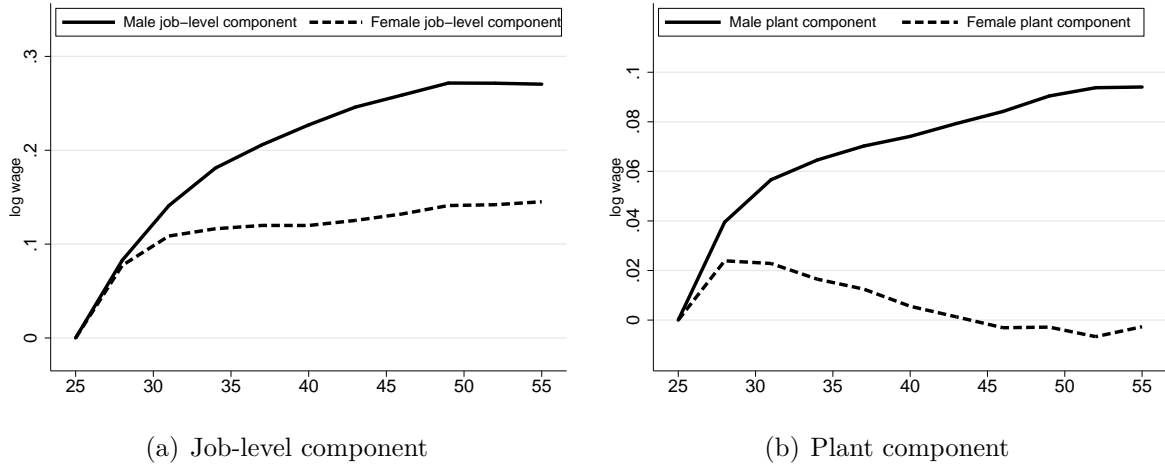 Male job-level component Female job-level component
log wage
.3
.2
.1
0
25 30 35 40 45 50 55
(a) Job-level component
Male plant component Female plant component
log wage
.1
.08
.06
.04
.02
0
25 30 35 40 45 50 55
(b) Plant component